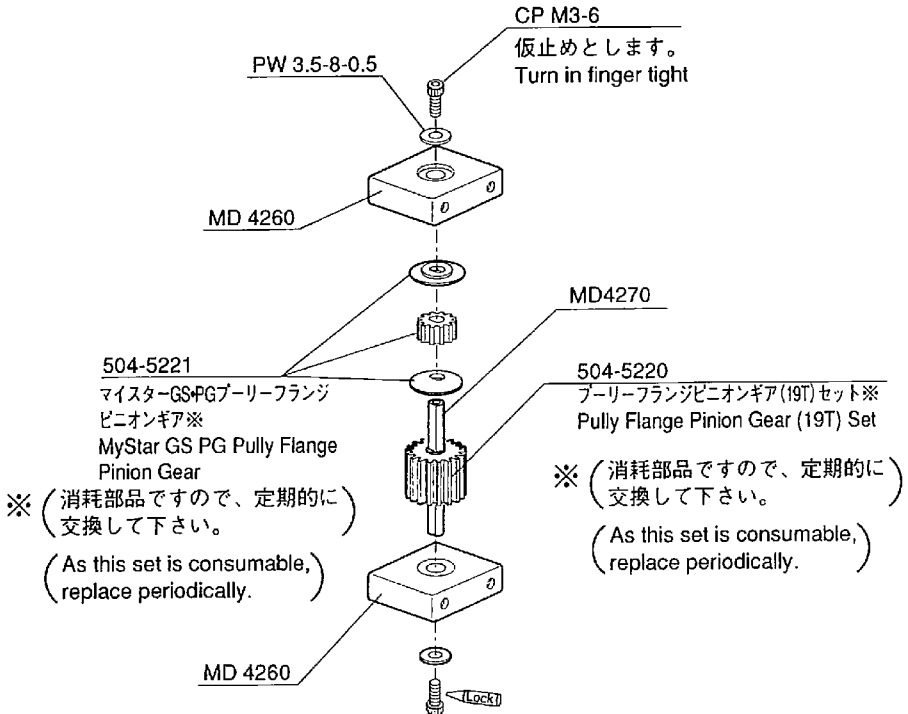 CP M3-6
仮止めとします。
Turn in finger tight
PW 3.5-8-0.5
MD 4260
MD4270
504-5221
マイスターGS•PGプーリーフランジ
ピニオンギア※
MyStar GS PG Pully Flange
Pinion Gear
※(消耗部品ですので、定期的に
交換して下さい。)
(As this set is consumable,
replace periodically.)
504-5220
プーリーフランジピニオンギア(19T)セット※
Pully Flange Pinion Gear (19T) Set
※(消耗部品ですので、定期的に
交換して下さい。)
(As this set is consumable,
replace periodically.)
MD 4260
Lock